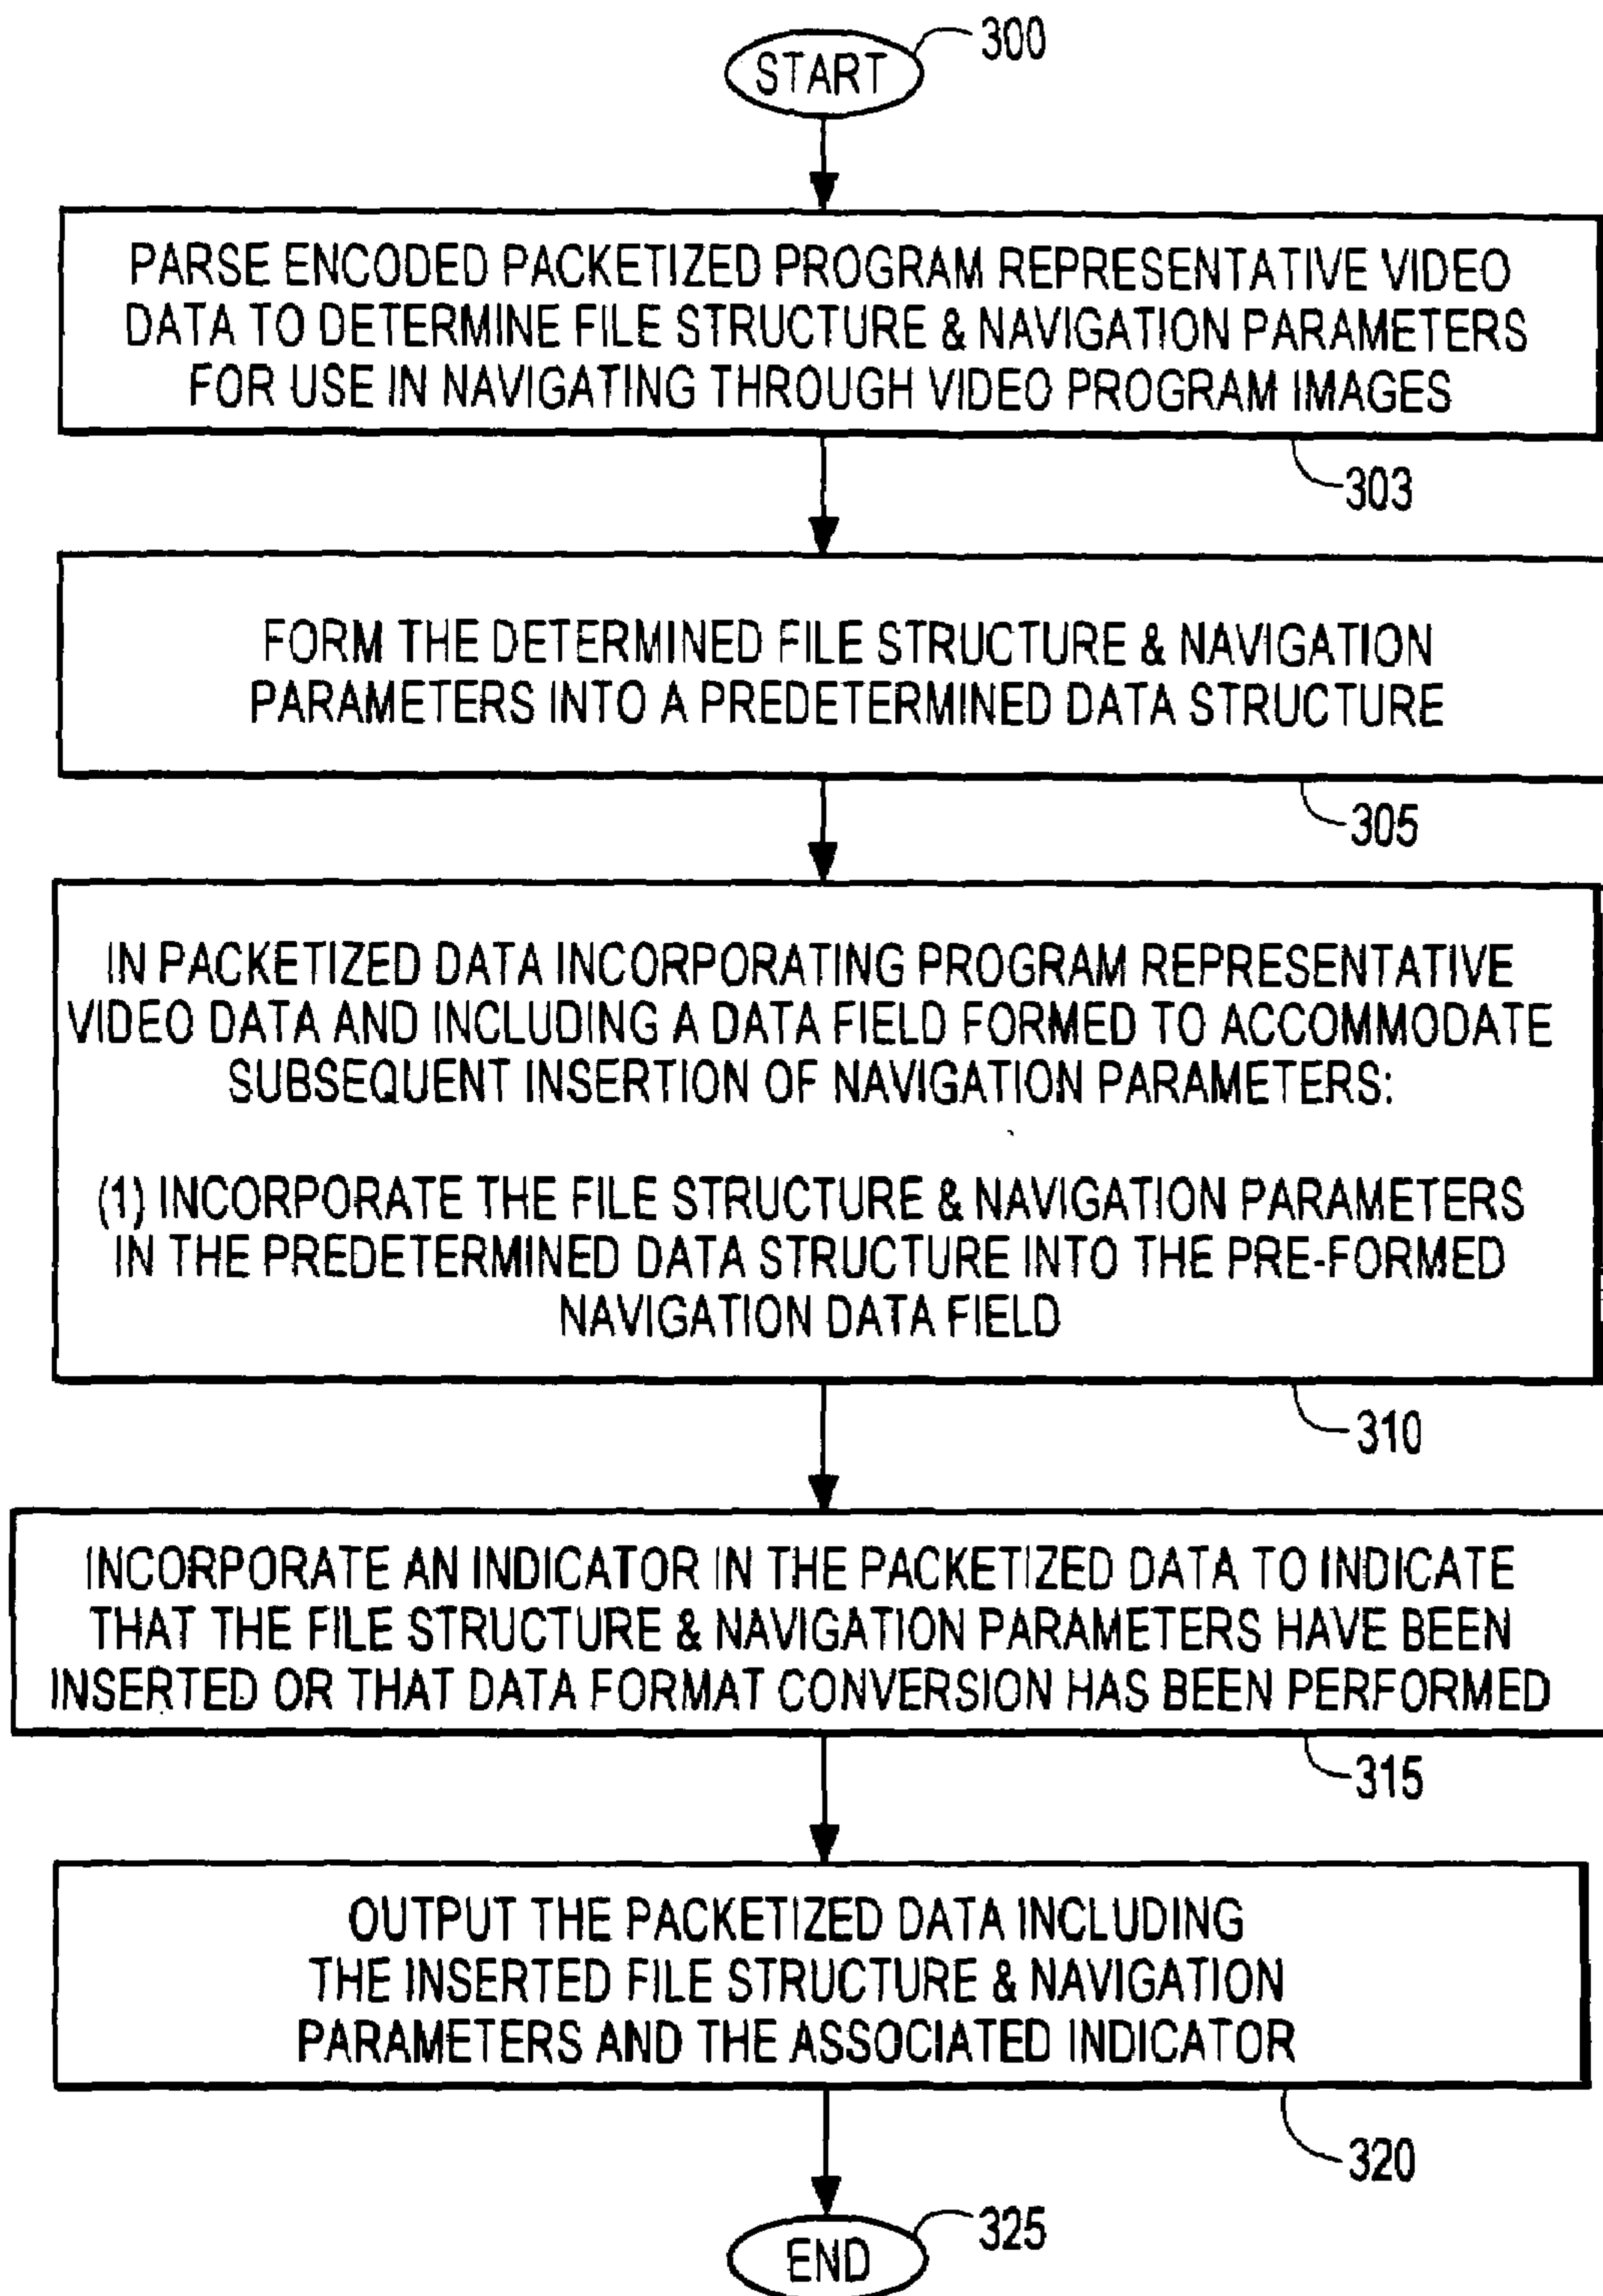 START
300
PARSE ENCODED PACKETIZED PROGRAM REPRESENTATIVE VIDEO
DATA TO DETERMINE FILE STRUCTURE & NAVIGATION PARAMETERS
FOR USE IN NAVIGATING THROUGH VIDEO PROGRAM IMAGES
303
FORM THE DETERMINED FILE STRUCTURE & NAVIGATION
PARAMETERS INTO A PREDETERMINED DATA STRUCTURE
305
IN PACKETIZED DATA INCORPORATING PROGRAM REPRESENTATIVE
VIDEO DATA AND INCLUDING A DATA FIELD FORMED TO ACCOMMODATE
SUBSEQUENT INSERTION OF NAVIGATION PARAMETERS:
(1) INCORPORATE THE FILE STRUCTURE & NAVIGATION PARAMETERS
IN THE PREDETERMINED DATA STRUCTURE INTO THE PRE-FORMED
NAVIGATION DATA FIELD
310
INCORPORATE AN INDICATOR IN THE PACKETIZED DATA TO INDICATE
THAT THE FILE STRUCTURE & NAVIGATION PARAMETERS HAVE BEEN
INSERTED OR THAT DATA FORMAT CONVERSION HAS BEEN PERFORMED
315
OUTPUT THE PACKETIZED DATA INCLUDING
THE INSERTED FILE STRUCTURE & NAVIGATION
PARAMETERS AND THE ASSOCIATED INDICATOR
320
325
END